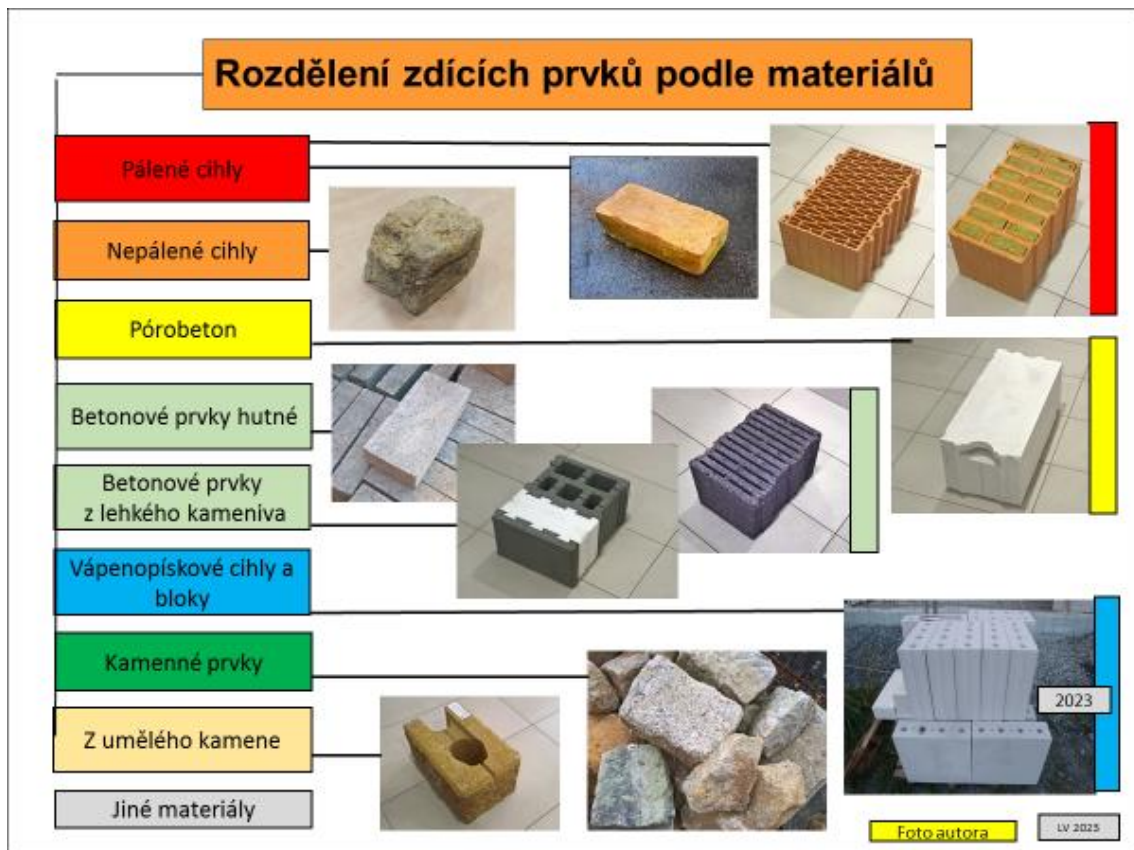 Rozdělení zdících prvků podle materiálů
Pálené cihly
Nepálené cihly
Pórobeton
Betonové prvky hutné
Betonové prvky
z lehkého kameniva
Vápenopískové cihly a
bloky
Kamenné prvky
2023
Z umělého kamene
Jiné materiály
Foto autora
LV 2023